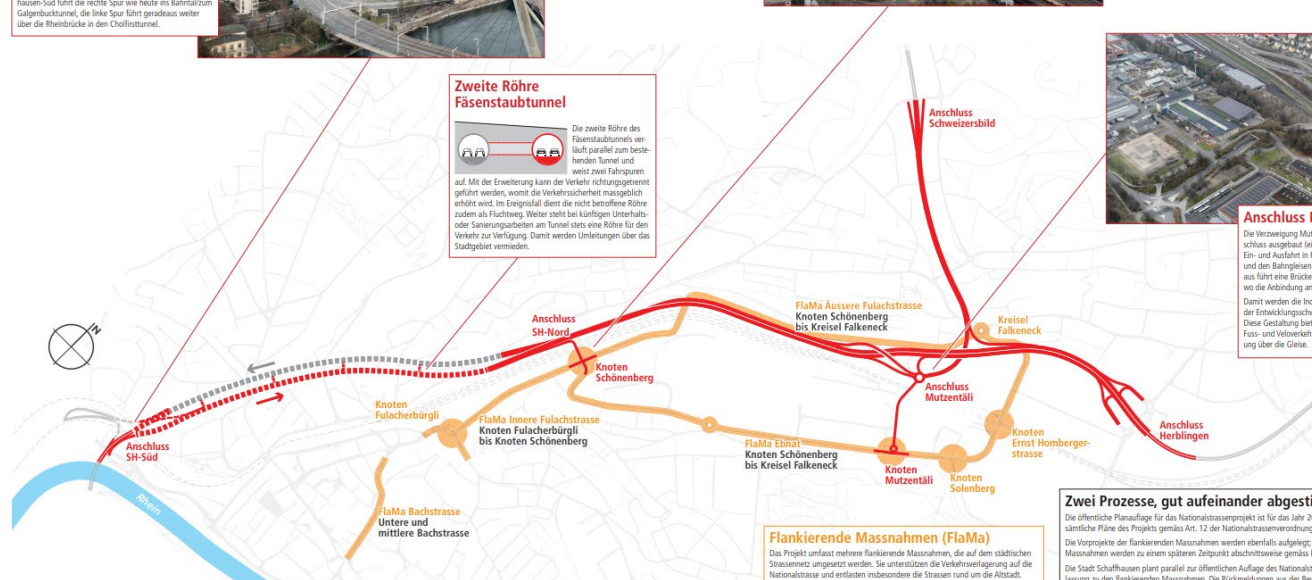 hausen-Süd führt die rechte Spur wie heute ins Bahntal/zum
Galgenbucktunnel, die linke Spur führt geradeaus weiter
über die Rheinbrücke in den Cholfirsttunnel.
Zweite Röhre
Fäsenstaubtunnel
Die zweite Röhre des
Fäsenstaubtunnels ver-
läuft parallel zum beste-
henden Tunnel und
weist zwei Fahrspuren
auf. Mit der Erweiterung kann der Verkehr richtungsgetrennt
geführt werden, womit die Verkehrssicherheit massgeblich
erhöht wird. Im Ereignisfall dient die nicht betroffene Röhre
zudem als Fluchtweg. Weiter steht bei künftigen Unterhalts-
oder Sanierungsarbeiten am Tunnel stets eine Röhre für den
Verkehr zur Verfügung. Damit werden Umleitungen über das
Stadtgebiet vermieden.
Anschluss
Schweizersbild
Anschluss
Die Verzweigung Mut
schluss ausgebaut (ei
Ein- und Ausfahrt in
und den Bahngleisen
aus führt eine Brücke
wo die Anbindung an
Damit werden die In
der Entwicklungsschw
Diese Gestaltung biet
Fuss- und Veloverkeh
ung über die Gleise.
N
Anschluss
SH-Nord
FlaMa Äussere Fulachstrasse
Knoten Schönenberg
bis Kreisel Falkeneck
Kreisel
Falkeneck
Knoten
Schönenberg
Anschluss
Mutzentäli
Knoten
Fulacherbürgli
FlaMa Innere Fulachstrasse
Knoten Fulacherbürgli
bis Knoten Schönenberg
Anschluss
SH-Süd
Anschluss
Herblingen
Knoten
Ernst Homberger-
strasse
FlaMa Ebnat
Knoten Schönenberg
bis Kreisel Falkeneck
Knoten
Mutzentäli
Knoten
Solenberg
Rhein
FlaMa Bachstrasse
Untere und
mittlere Bachstrasse
Flankierende Massnahmen (FlaMa)
Das Projekt umfasst mehrere flankierende Massnahmen, die auf dem städtischen
Strassennetz umgesetzt werden. Sie unterstützen die Verkehrsverlagerung auf die
Nationalstrasse und entlasten insbesondere die Strassen rund um die Altstadt.
Zwei Prozesse, gut aufeinander abgesti
Die öffentliche Planauflage für das Nationalstrassenprojekt ist für das Jahr 20
sämtliche Pläne des Projekts gemäss Art. 12 der Nationalstrassenverordnung
Die Vorprojekte der flankierenden Massnahmen werden ebenfalls aufgelegt;
Massnahmen werden zu einem späteren Zeitpunkt abschnittsweise gemäss
Die Stadt Schaffhausen plant parallel zur öffentlichen Auflage des Nationalst
lassung zu den flankierenden Massnahmen. Die Rückmeldungen aus der